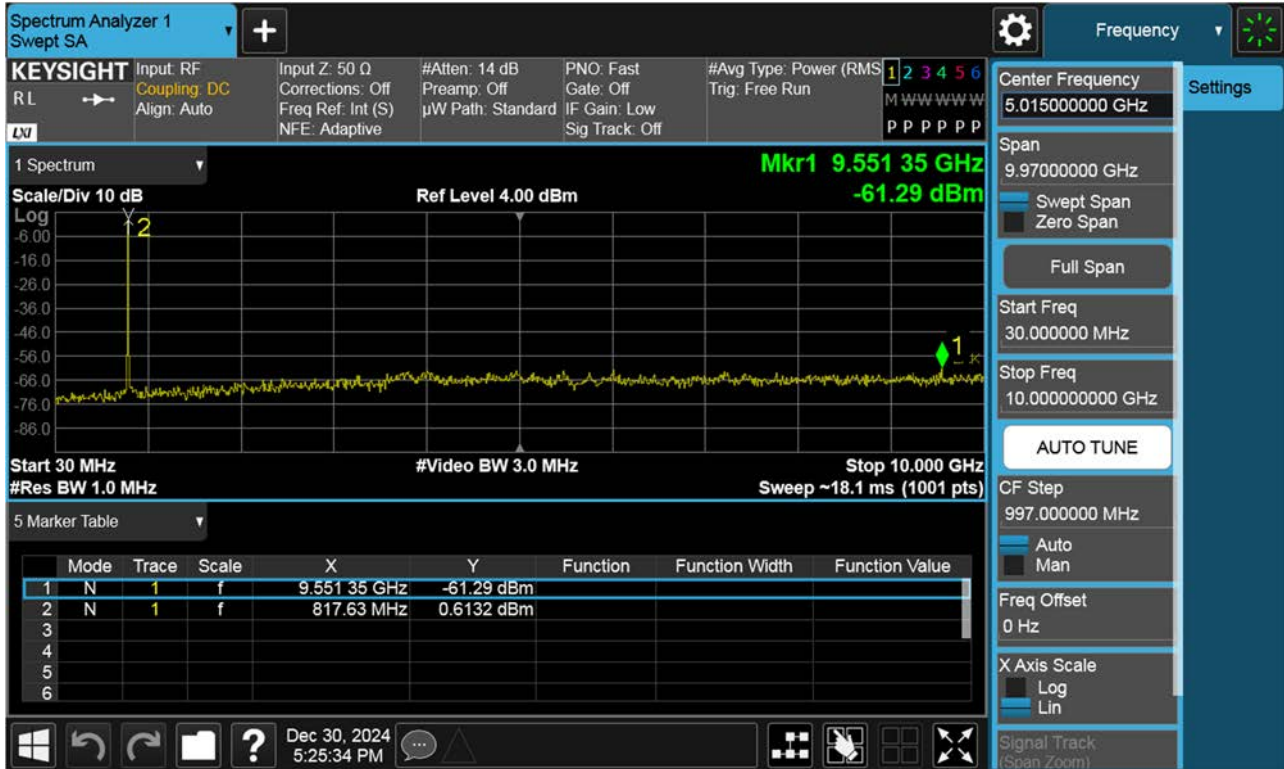 Spectrum Analyzer 1
Swept SA
+
Frequency
KEYSIGHT
R L
LXI
Input: RF
Coupling: DC
Align: Auto
Input Z: 50 Ω
Corrections: Off
Freq Ref: Int (S)
NFE: Adaptive
#Atten: 14 dB
Preamp: Off
µW Path: Standard
PNO: Fast
Gate: Off
IF Gain: Low
Sig Track: Off
#Avg Type: Power (RMS
Trig: Free Run
1 2 3 4 5 6
M W W W W W
P P P P P P
1 Spectrum
Mkr1 9.551 35 GHz
-61.29 dBm
Scale/Div 10 dB
Ref Level 4.00 dBm
Log
-6.00
-16.0
-26.0
-36.0
-46.0
-56.0
-66.0
-76.0
-86.0
2
1
Start 30 MHz
#Video BW 3.0 MHz
Stop 10.000 GHz
#Res BW 1.0 MHz
Sweep ~18.1 ms (1001 pts)
5 Marker Table
Mode Trace Scale X Y Function Function Width Function Value
1 N 1 f 9.551 35 GHz -61.29 dBm
2 N 1 f 817.63 MHz 0.6132 dBm
3
4
5
6
?
Dec 30, 2024
5:25:34 PM
Center Frequency
5.015000000 GHz
Settings
Span
9.97000000 GHz
Swept Span
Zero Span
Full Span
Start Freq
30.000000 MHz
Stop Freq
10.000000000 GHz
AUTO TUNE
CF Step
997.000000 MHz
Auto
Man
Freq Offset
0 Hz
X Axis Scale
Log
Lin
Signal Track
(Span Zoom)